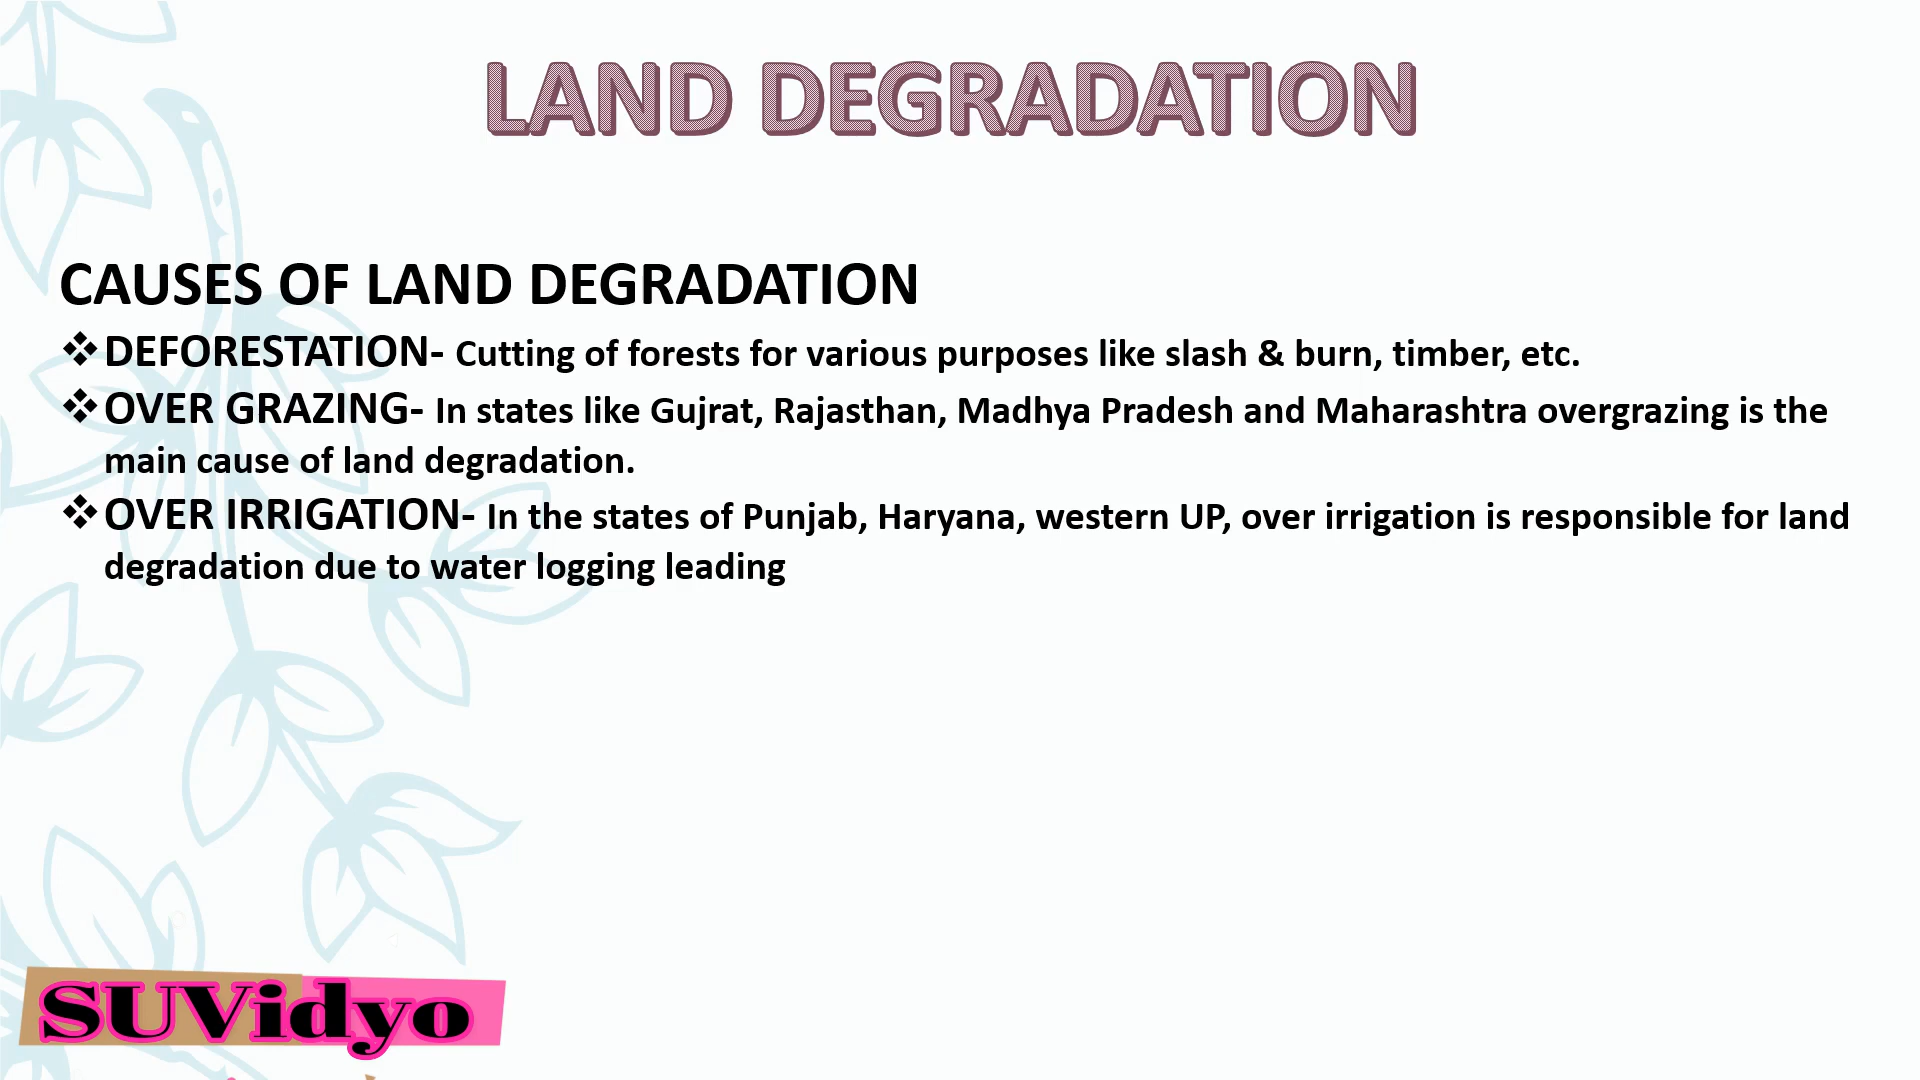 LAND DEGRADATION
CAUSES OF LAND DEGRADATION
❖DEFORESTATION- Cutting of forests for various purposes like slash & burn, timber, etc.
❖OVER GRAZING- In states like Gujrat, Rajasthan, Madhya Pradesh and Maharashtra overgrazing is the
main cause of land degradation.
❖OVER IRRIGATION- In the states of Punjab, Haryana, western UP, over irrigation is responsible for land
degradation due to water logging leading
SUVidyo